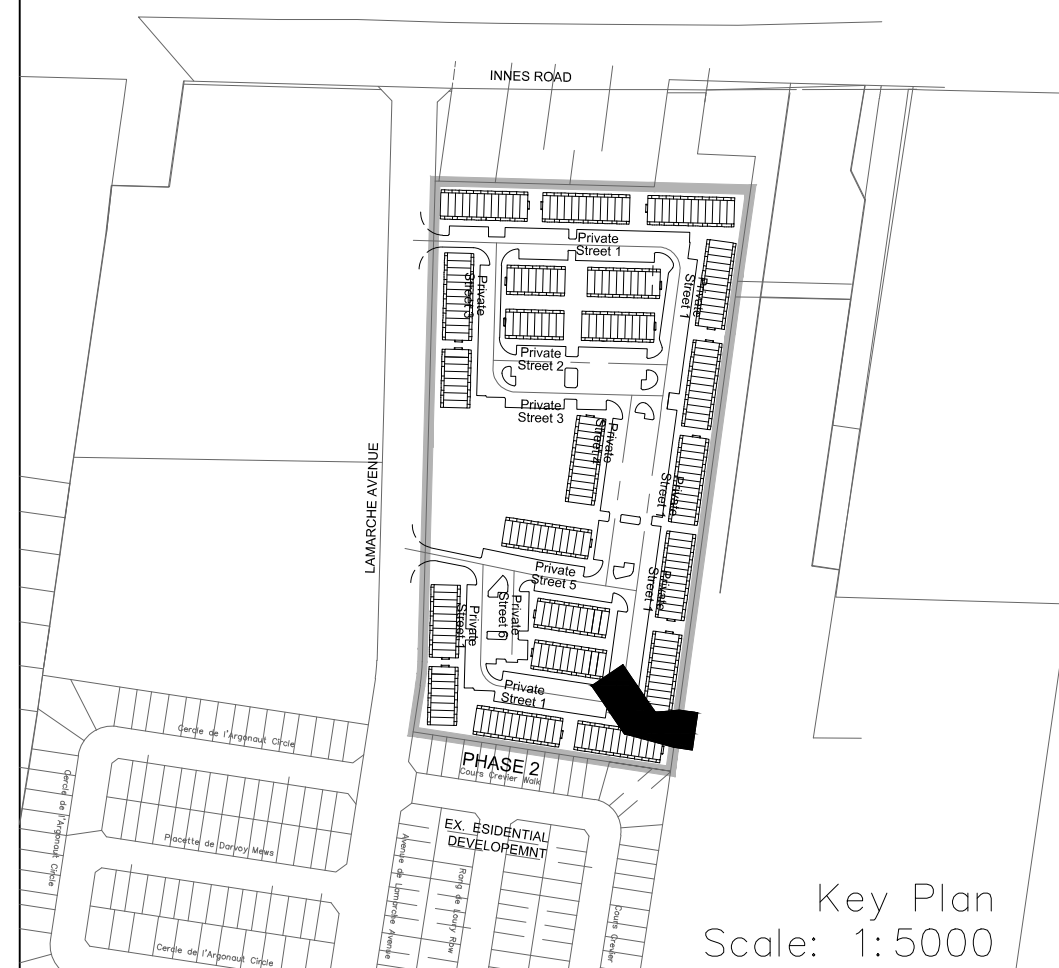 INNES ROAD
Private
Street 1
Private
Street 3
Private
Street 1
Private
Street 2
Private
Street 3
Private
Street 4
LAMARCHE AVENUE
Private
Street 1
Private
Street 5
Private
Street 1
Private
Street 6
Private
Street 1
Private
Street 1
Cercle de l'Argonaut Circle
PHASE 2
Cours Crevier Walk
Cercle de l'Argonaut Circle
Placette de Darvoy Mews
EX. ESIDENTIAL
DEVELOPEMNT
Avenue de Lamarche Avenue
Rang de Loury Row
Cours Crevier
Cercle de l'Argonaut Circle
Key Plan
Scale: 1:5000